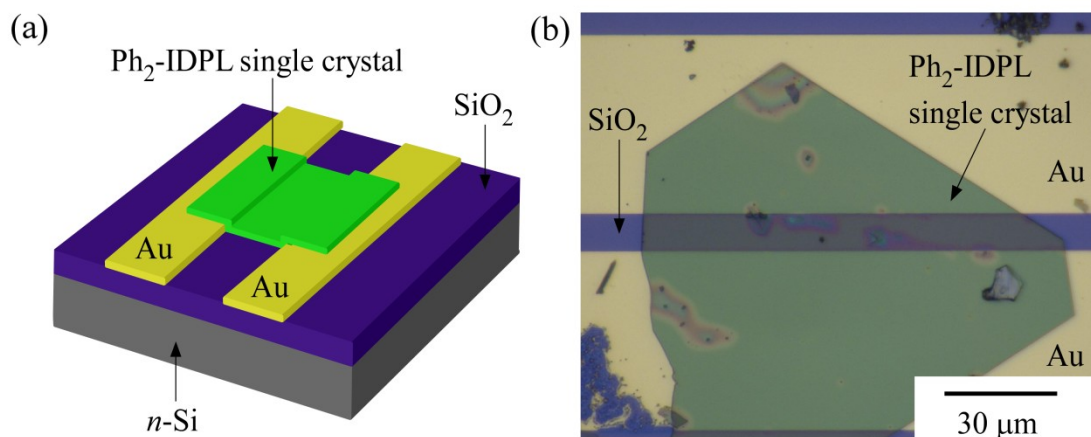 (a)
Ph₂-IDPL single crystal
SiO₂
Au
Au
n-Si
(b)
Ph₂-IDPL
single crystal
SiO₂
Au
Au
30 μm